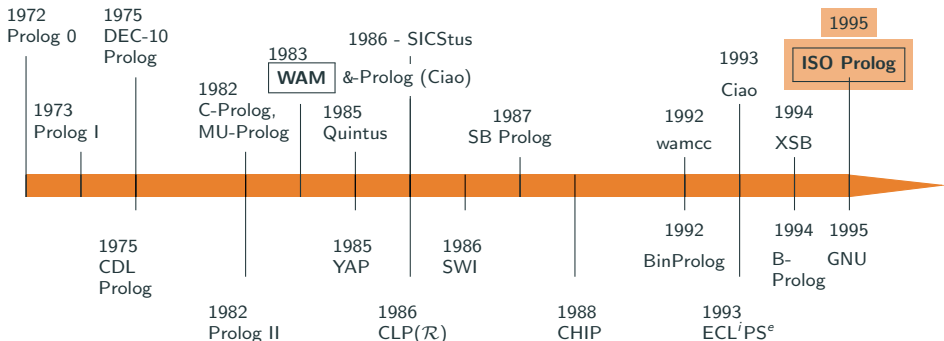 1972
Prolog 0
1973
Prolog I
1975
DEC-10
Prolog
1982
C-Prolog,
MU-Prolog
1983
WAM
1986 - SICStus
&-Prolog (Ciao)
1985
Quintus
1987
SB Prolog
1992
wamcc
1993
Ciao
1994
XSB
1995
ISO Prolog
1975
CDL
Prolog
1982
Prolog II
1985
YAP
1986
CLP(ℛ)
1986
SWI
1988
CHIP
1992
BinProlog
1993
ECLⁱPSᵉ
1994
B-
Prolog
1995
GNU